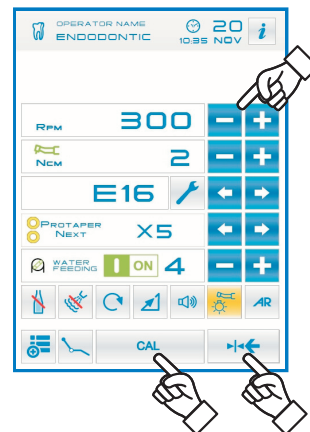 OPERATOR NAME
ENDODONTIC
10:35
20
NOV
i
RPM 300 − +
NCM 2 − +
E16
PROTAPER
NEXT X5
WATER
FEEDING I ON 4 − +
AR
CAL